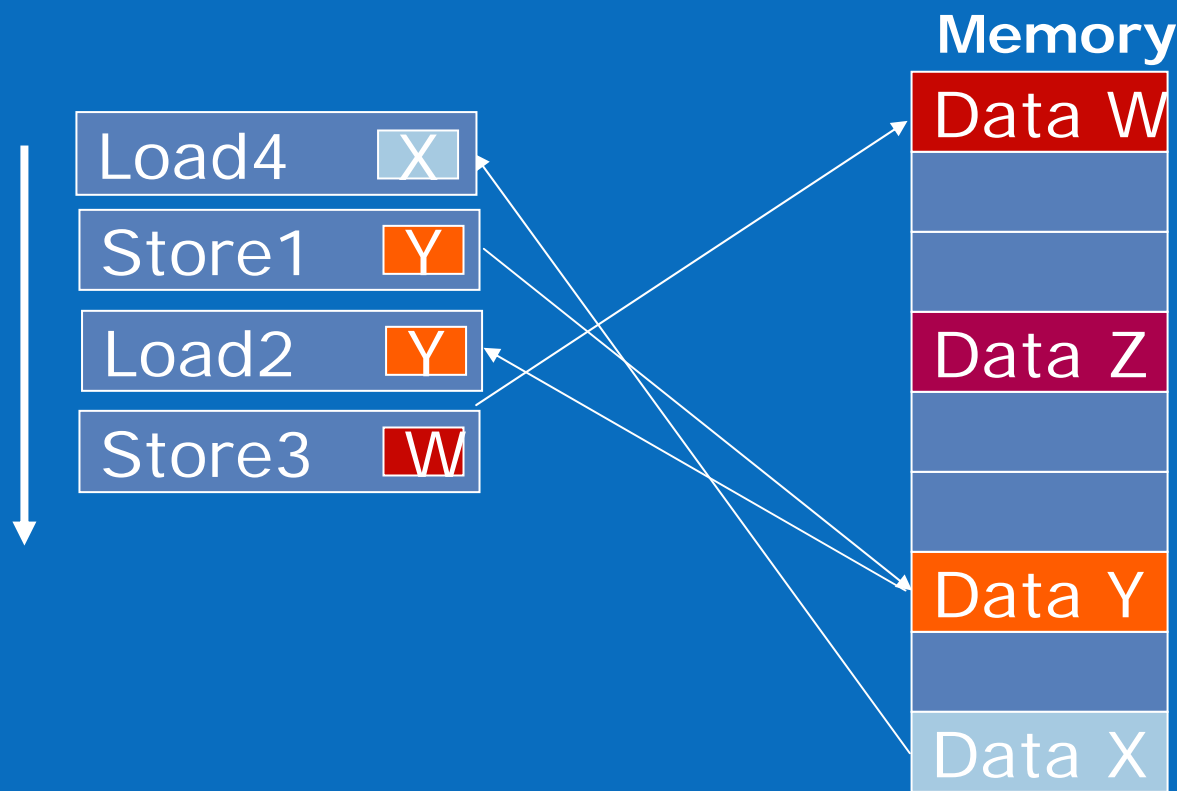 Memory
Load4 X
Store1 Y
Load2 Y
Store3 W
Data W
Data Z
Data Y
Data X